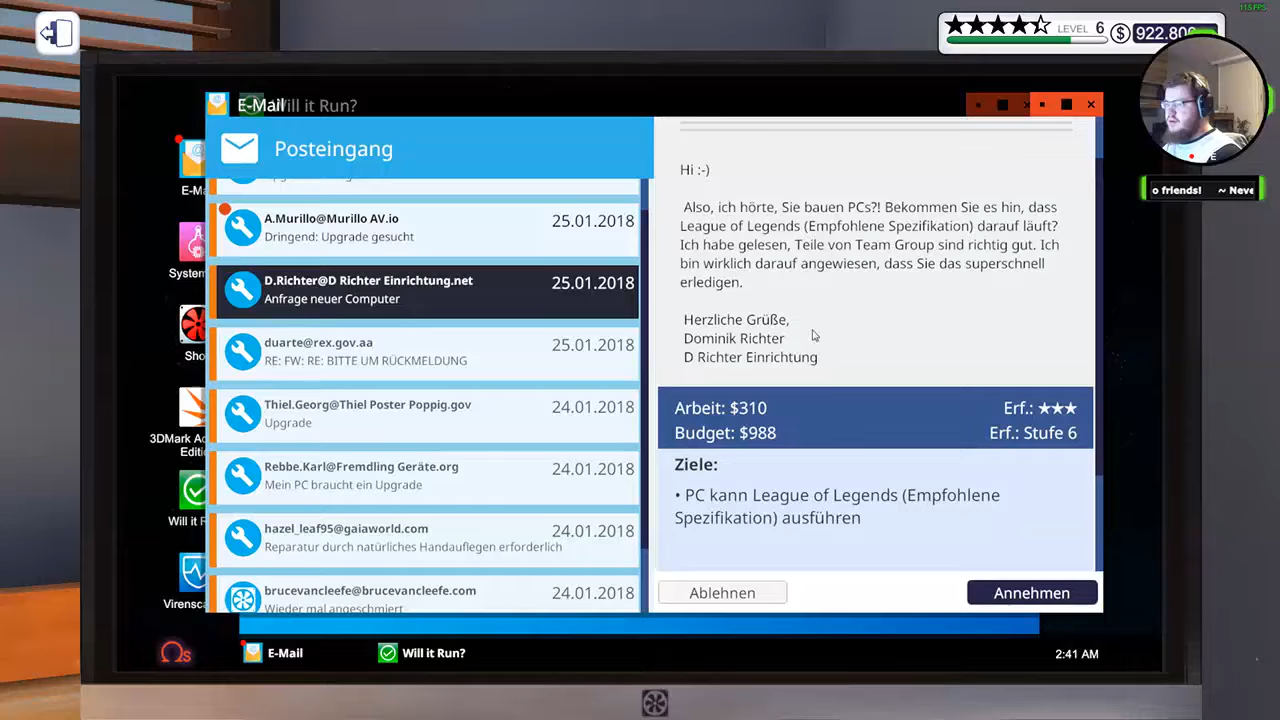 115 FPS
LEVEL 6
$ 922.80
E-Mail
Will it Run?
Posteingang
A.Murillo@Murillo AV.io
25.01.2018
Dringend: Upgrade gesucht
D.Richter@D Richter Einrichtung.net
25.01.2018
Anfrage neuer Computer
duarte@rex.gov.aa
25.01.2018
RE: FW: RE: BITTE UM RÜCKMELDUNG
Thiel.Georg@Thiel Poster Poppig.gov
24.01.2018
Upgrade
Rebbe.Karl@Fremdling Geräte.org
24.01.2018
Mein PC braucht ein Upgrade
hazel_leaf95@gaiaworld.com
24.01.2018
Reparatur durch natürliches Handauflegen erforderlich
brucevancleefe@brucevancleefe.com
24.01.2018
Wieder mal angeschmiert
Hi :-)
Also, ich hörte, Sie bauen PCs?! Bekommen Sie es hin, dass
League of Legends (Empfohlene Spezifikation) darauf läuft?
Ich habe gelesen, Teile von Team Group sind richtig gut. Ich
bin wirklich darauf angewiesen, dass Sie das superschnell
erledigen.
Herzliche Grüße,
Dominik Richter
D Richter Einrichtung
Arbeit: $310
Erf.: ★★★
Budget: $988
Erf.: Stufe 6
Ziele:
• PC kann League of Legends (Empfohlene
Spezifikation) ausführen
Ablehnen
Annehmen
E-Ma
System
Sho
3DMark Ad
Editi
Will it R
Virensca
E-Mail
Will it Run?
2:41 AM
o friends! ~ Neve